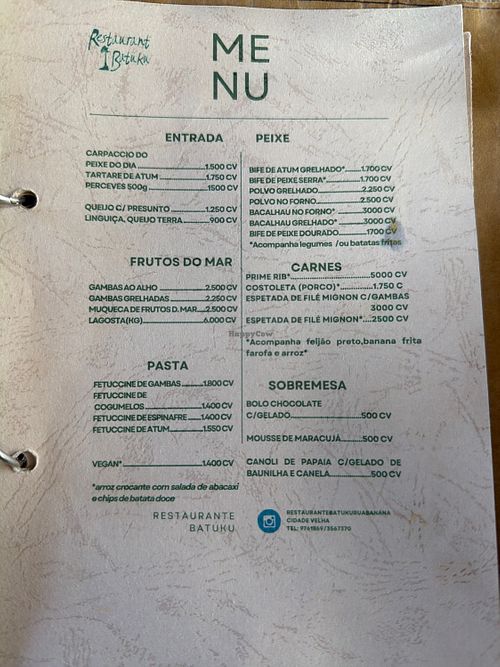 Restaurant
Batuku
ME
NU
ENTRADA
CARPACCIO DO
PEIXE DO DIA 1.500 CV
TARTARE DE ATUM 1.750 CV
PERCEVES 500g 1500 CV
QUEIJO C/ PRESUNTO 1.250 CV
LINGUIÇA, QUEIJO TERRA 900 CV
FRUTOS DO MAR
GAMBAS AO ALHO 2.500 CV
GAMBAS GRELHADAS 2.250 CV
MUQUECA DE FRUTOS D. MAR 2.500 CV
LAGOSTA(KG) 6.000 CV
PASTA
FETUCCINE DE GAMBAS 1.800 CV
FETUCCINE DE
COGUMELOS 1.400 CV
FETUCCINE DE ESPINAFRE 1.400 CV
FETUCCINE DE ATUM 1.550 CV
VEGAN* 1.400 CV
*arroz crocante com salada de abacaxi
e chips de batata doce
PEIXE
BIFE DE ATUM GRELHADO* 1.700 CV
BIFE DE PEIXE SERRA* 1.700 CV
POLVO GRELHADO 2.250 CV
POLVO NO FORNO 2.500 CV
BACALHAU NO FORNO* 3000 CV
BACALHAU GRELHADO* 3000 CV
BIFE DE PEIXE DOURADO 1700 CV
*Acompanha legumes /ou batatas fritas
CARNES
PRIME RIB* 5000 CV
COSTOLETA (PORCO)* 1.750 C
ESPETADA DE FILÉ MIGNON C/GAMBAS
3000 CV
ESPETADA DE FILÉ MIGNON* 2500 CV
*Acompanha feijão preto,banana frita
farofa e arroz*
SOBREMESA
BOLO CHOCOLATE
C/GELADO 500 CV
MOUSSE DE MARACUJÁ 500 CV
CANOLI DE PAPAIA C/GELADO DE
BAUNILHA E CANELA 500 CV
RESTAURANTE
BATUKU
RESTAURANTEBATUKURUABANANA
CIDADE VELHA
TEL: 9761869/3567370
HappyCow